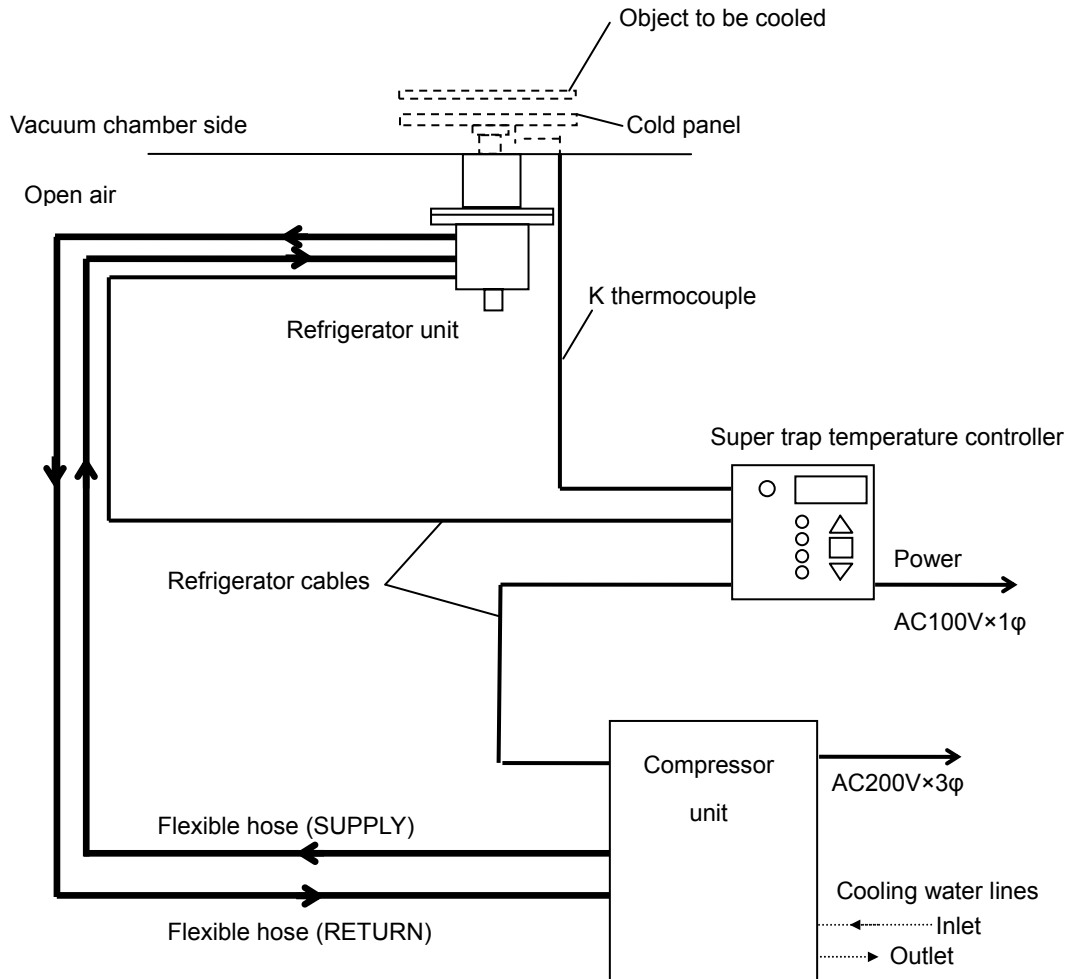 Object to be cooled
Vacuum chamber side
Cold panel
Open air
K thermocouple
Refrigerator unit
Super trap temperature controller
Refrigerator cables
Power
AC100V×1φ
Compressor
unit
AC200V×3φ
Flexible hose (SUPPLY)
Cooling water lines
Inlet
Flexible hose (RETURN)
Outlet